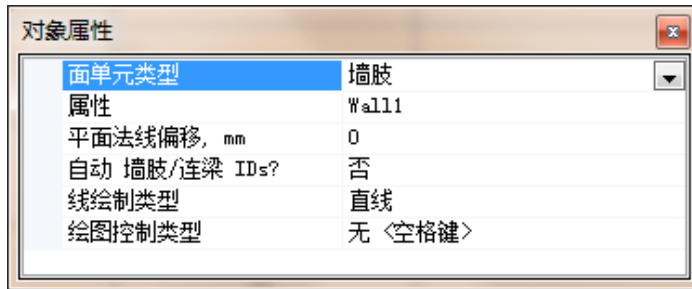 对象属性
面单元类型 墙肢
属性 Wall1
平面法线偏移, mm 0
自动 墙肢/连梁 IDs? 否
线绘制类型 直线
绘图控制类型 无 <空格键>